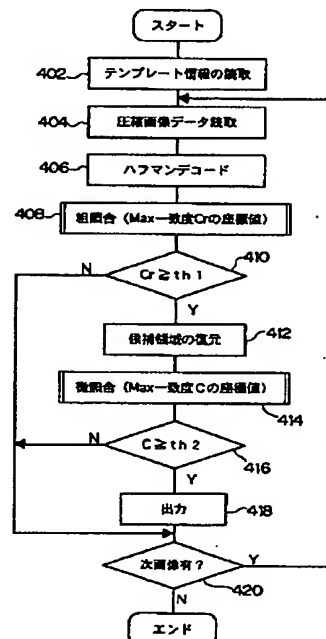 スタート
402 テンプレート情報の読取
404 圧縮画像データ読取
406 ハフマンデコード
408 粗照合(Max一致度Crの座標値)
Cr≧th1 410
N
Y
候補領域の復元 412
微照合(Max一致度Cの座標値)
414
N
C≧th2
416
Y
出力 418
次画像有? Y
420
N
エンド